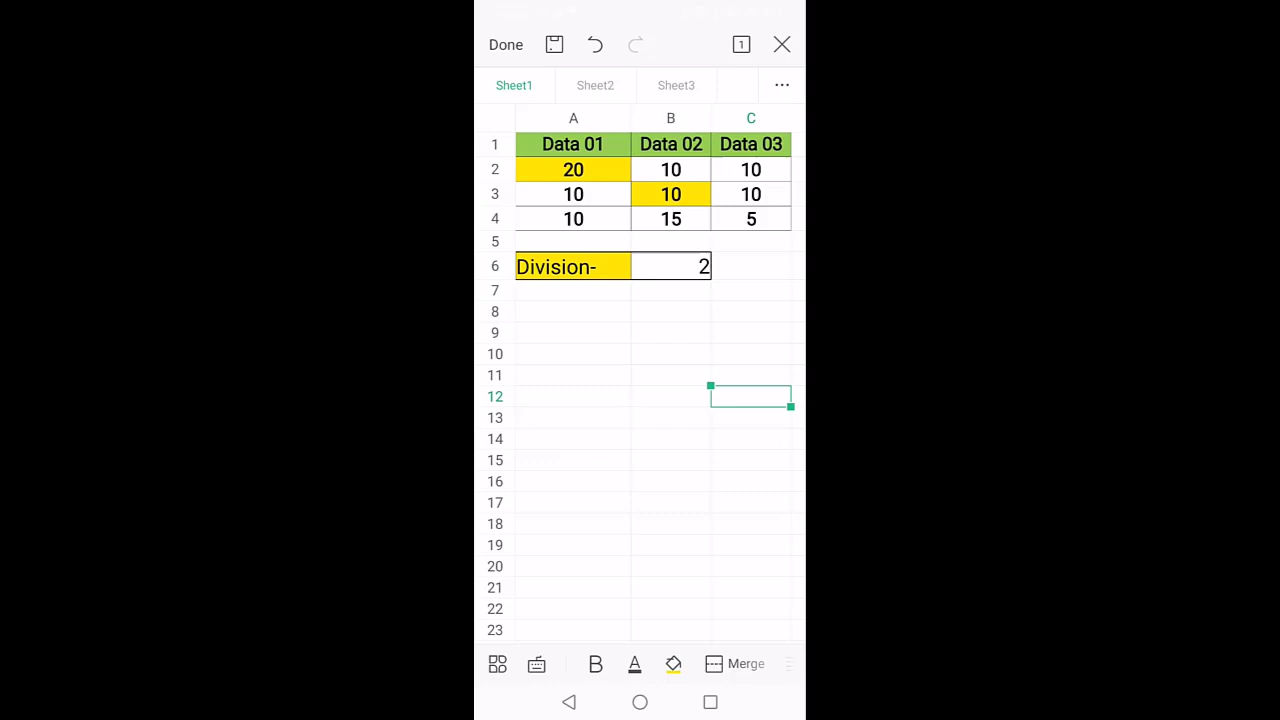 Done 1
Sheet1 Sheet2 Sheet3 ...
A B C
1 Data 01 Data 02 Data 03
2 20 10 10
3 10 10 10
4 10 15 5
5
6 Division- 2
7
8
9
10
11
12
13
14
15
16
17
18
19
20
21
22
23
B A Merge